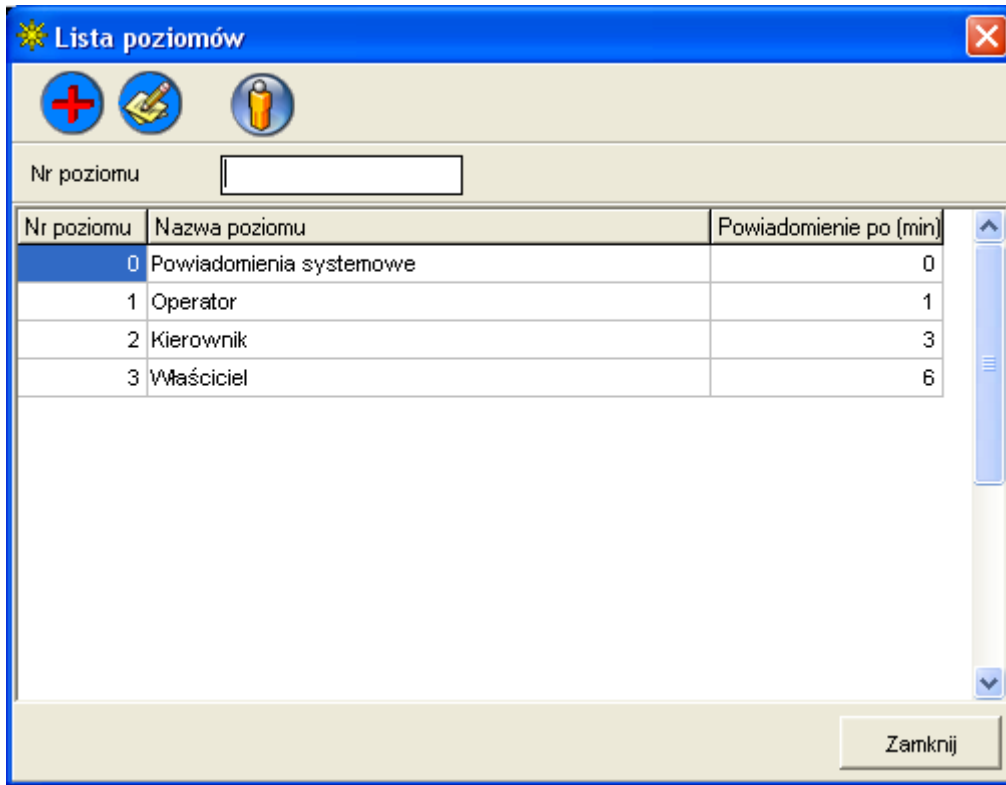 Lista poziomów
Nr poziomu
Nr poziomu Nazwa poziomu Powiadomienie po (min)
0 Powiadomienia systemowe 0
1 Operator 1
2 Kierownik 3
3 Właściciel 6
Zamknij